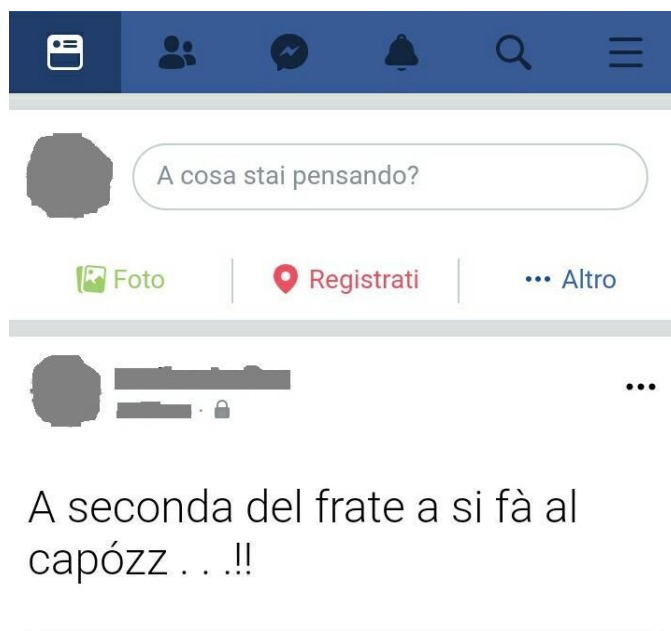 A cosa stai pensando?
Foto Registrati ••• Altro
A seconda del frate a si fà al
capózz . . .!!